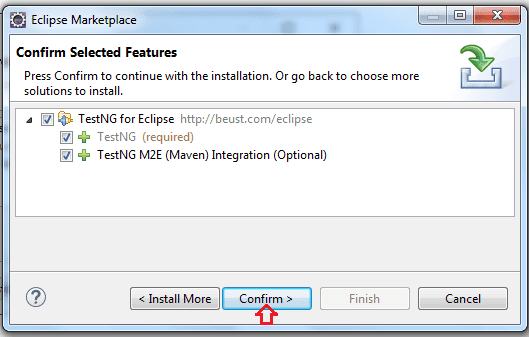 Eclipse Marketplace
Confirm Selected Features
Press Confirm to continue with the installation. Or go back to choose more
solutions to install.
TestNG for Eclipse http://beust.com/eclipse
TestNG (required)
TestNG M2E (Maven) Integration (Optional)
? < Install More Confirm > Finish Cancel